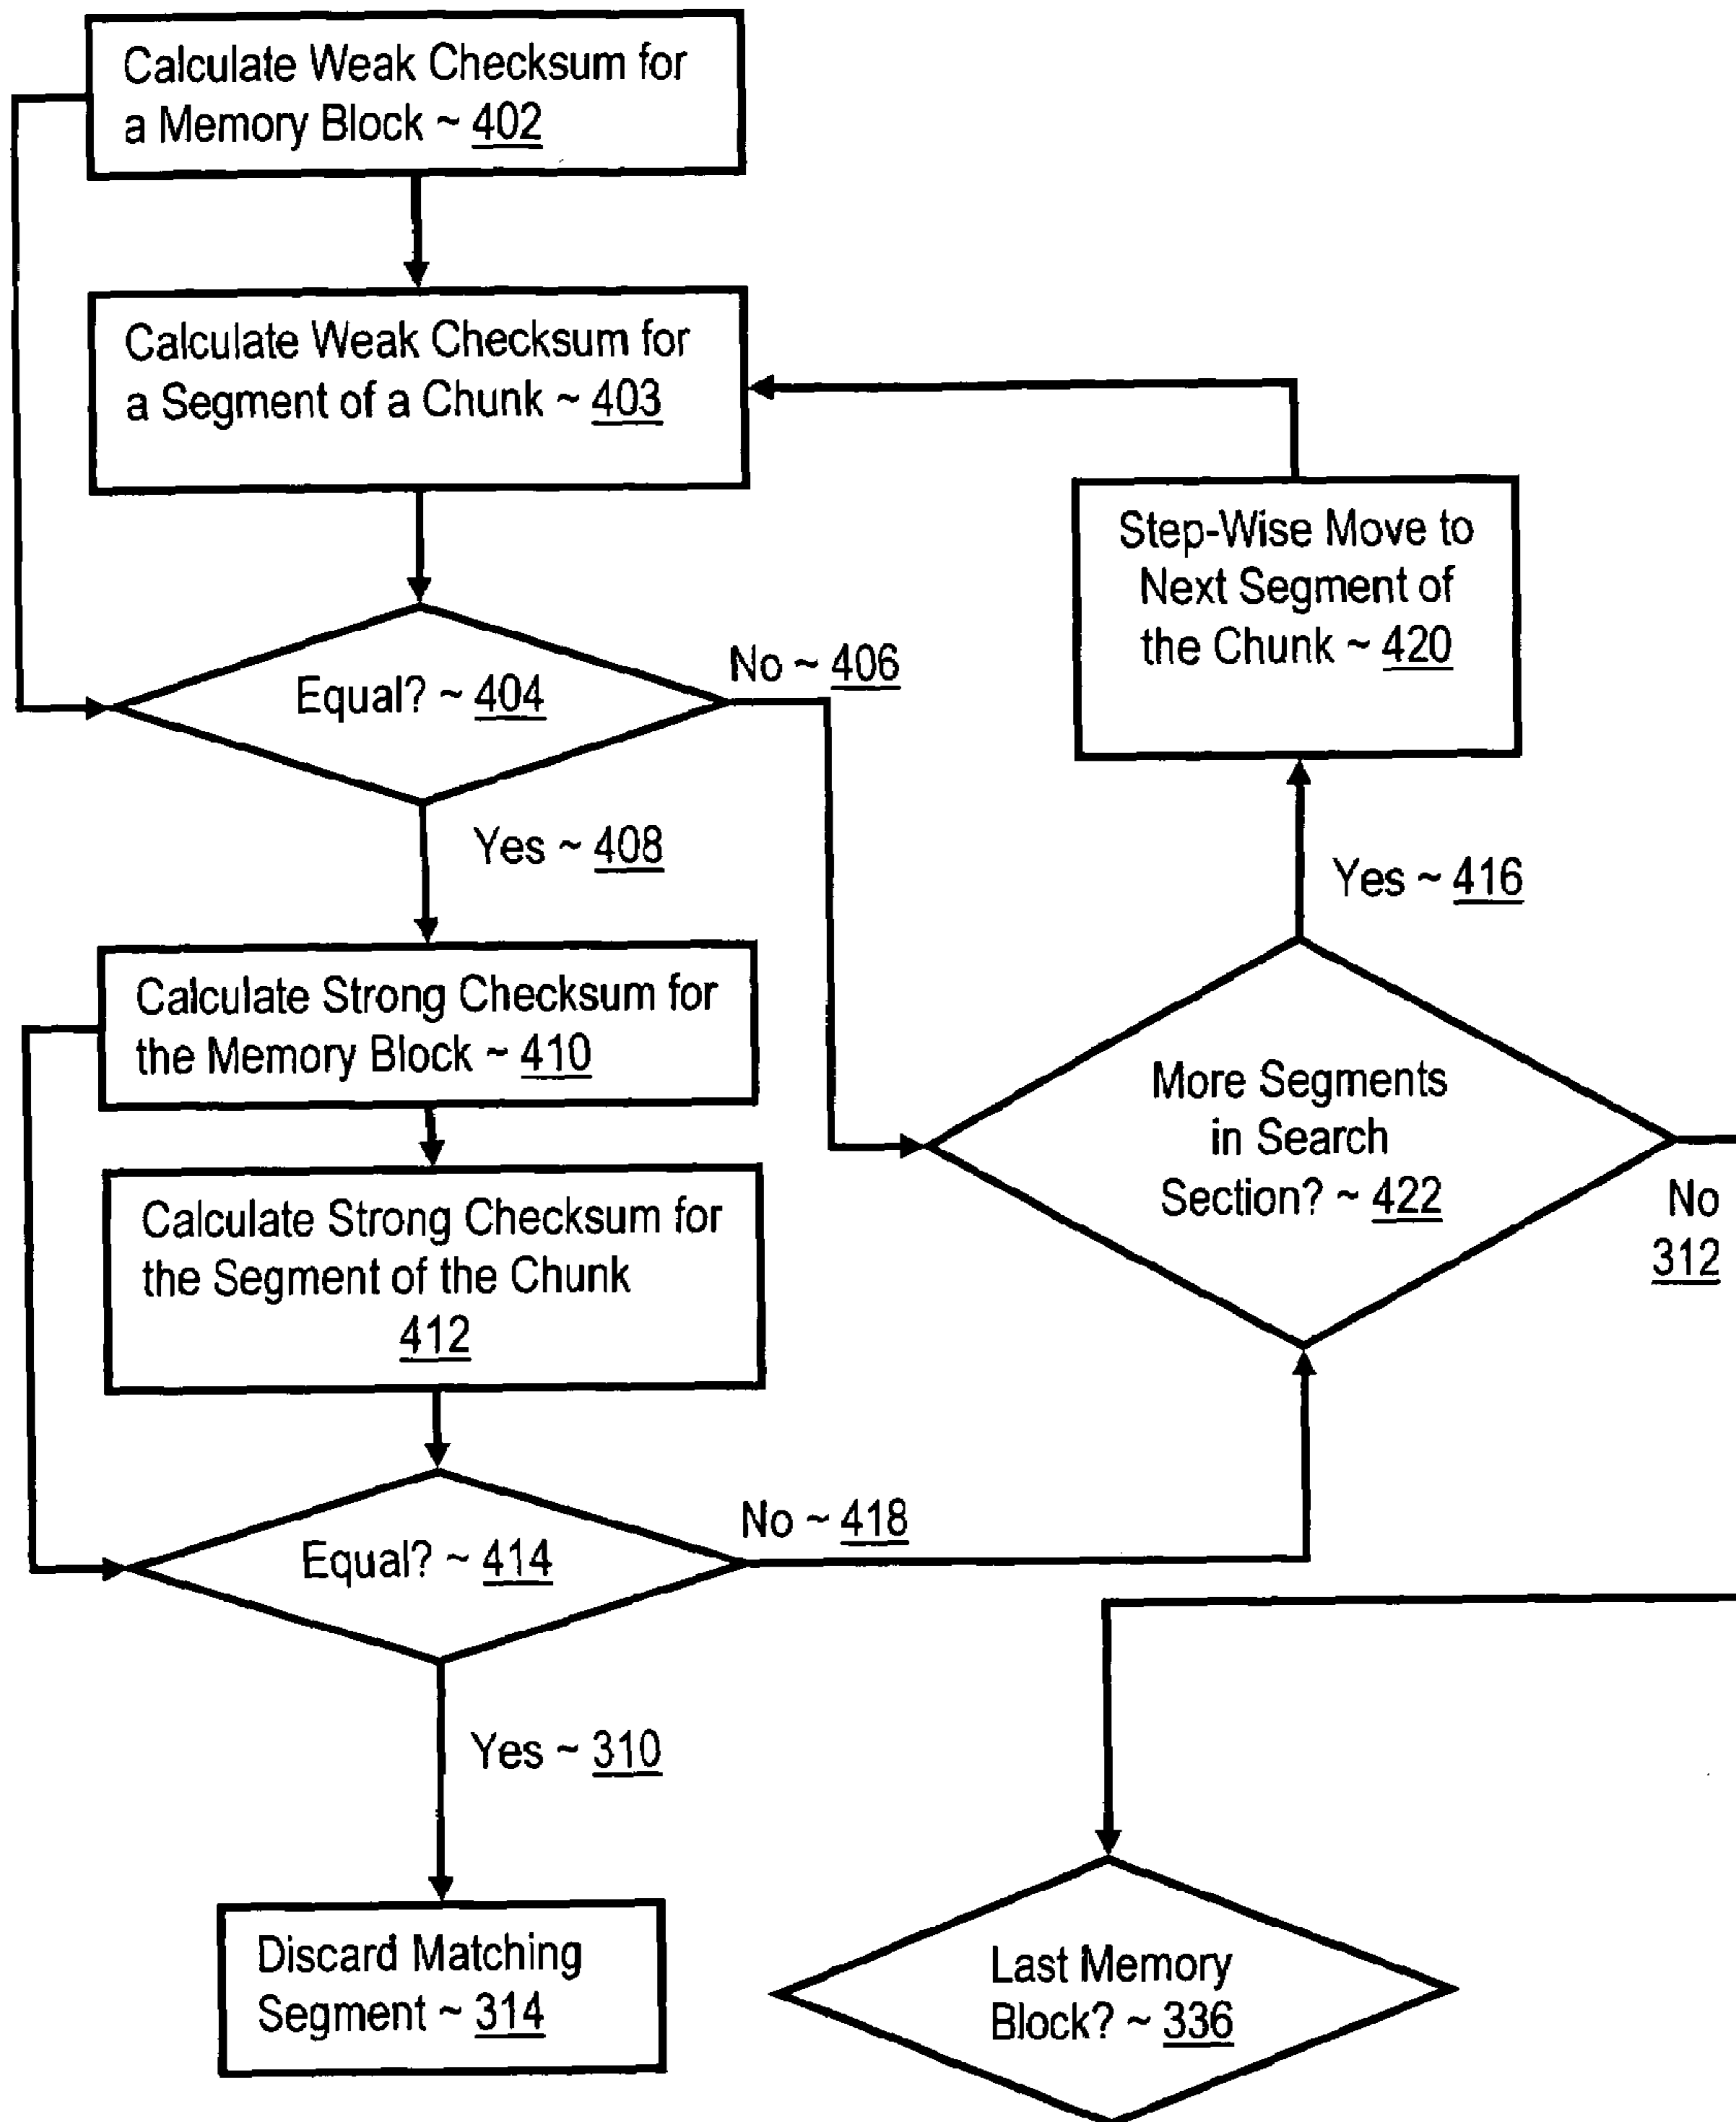 Calculate Weak Checksum for
a Memory Block ~ 402
Calculate Weak Checksum for
a Segment of a Chunk ~ 403
Step-Wise Move to
Next Segment of
the Chunk ~ 420
No ~ 406
Equal? ~ 404
Yes ~ 408
Yes ~ 416
Calculate Strong Checksum for
the Memory Block ~ 410
More Segments
in Search
Section? ~ 422
No
312
Calculate Strong Checksum for
the Segment of the Chunk
412
No ~ 418
Equal? ~ 414
Yes ~ 310
Discard Matching
Segment ~ 314
Last Memory
Block? ~ 336